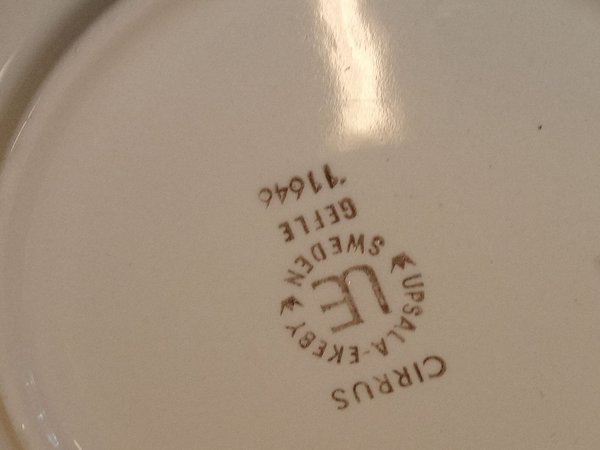 CIRRUS
UPSALA-EKEBY
UE
SWEDEN
GEFLE
11646